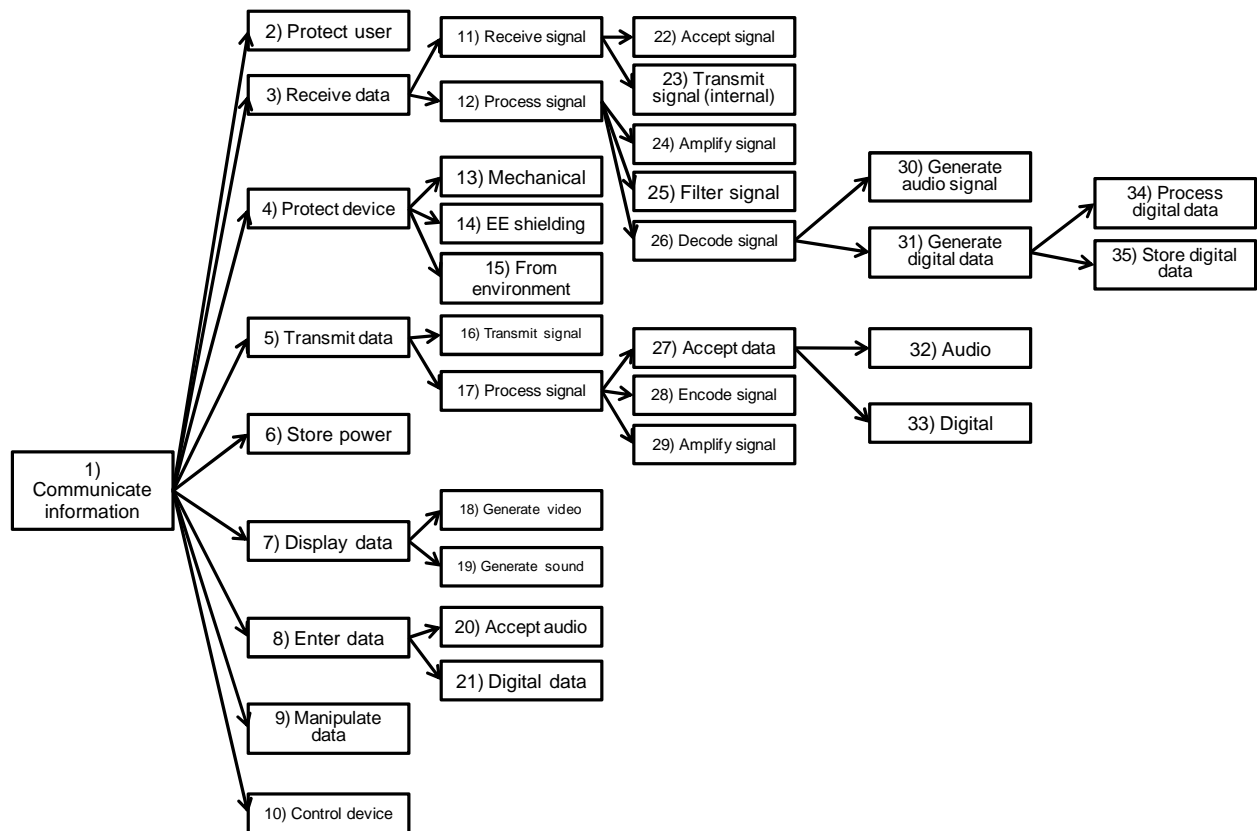 1)
Communicate
information
2) Protect user
3) Receive data
4) Protect device
5) Transmit data
6) Store power
7) Display data
8) Enter data
9) Manipulate
data
10) Control device
11) Receive signal
12) Process signal
13) Mechanical
14) EE shielding
15) From
environment
16) Transmit signal
17) Process signal
18) Generate video
19) Generate sound
20) Accept audio
21) Digital data
22) Accept signal
23) Transmit
signal (internal)
24) Amplify signal
25) Filter signal
26) Decode signal
27) Accept data
28) Encode signal
29) Amplify signal
30) Generate
audio signal
31) Generate
digital data
32) Audio
33) Digital
34) Process
digital data
35) Store digital
data